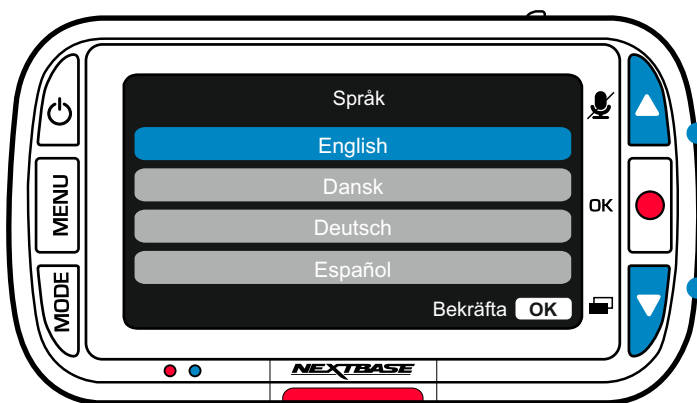 Språk
English
Dansk
Deutsch
Español
Bekräfta OK
MENU
MODE
OK
NEXTBASE